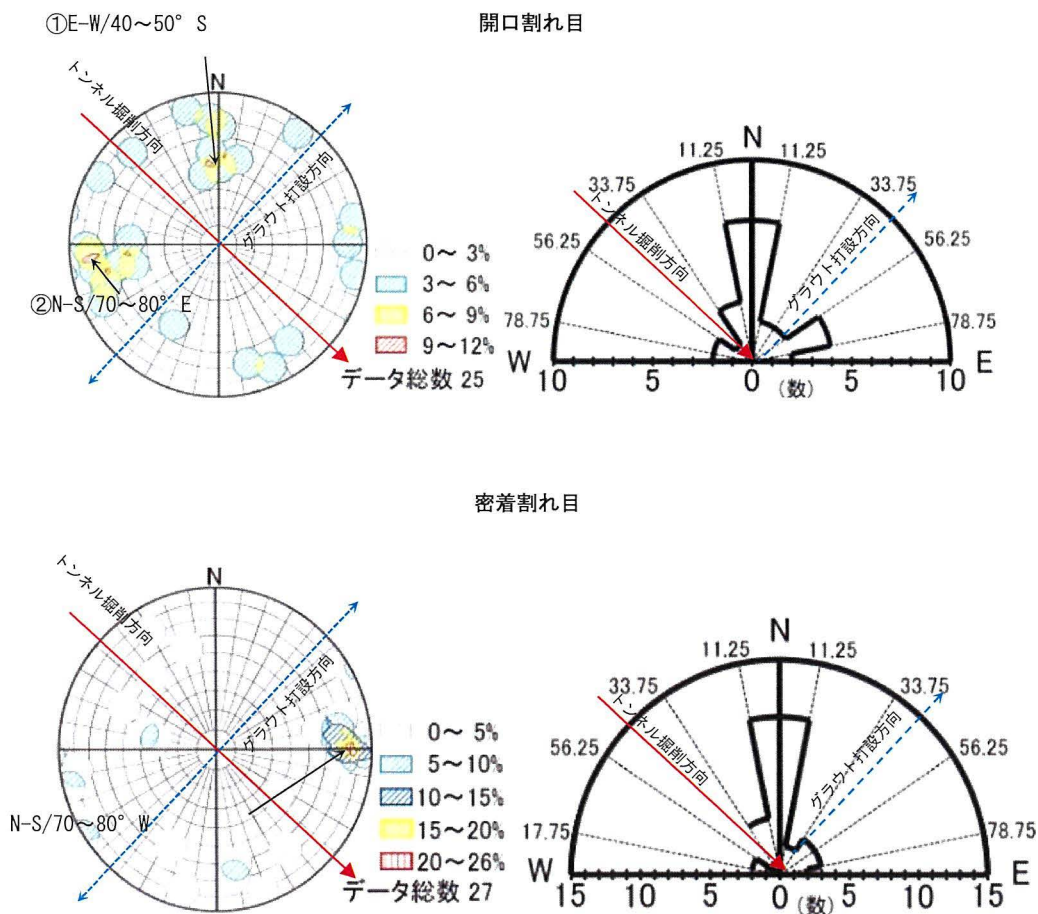 開口割れ目
①E-W/40～50° S
トンネル掘削方向
N
グラウト打設方向
②N-S/70～80° E
0～ 3%
3～ 6%
6～ 9%
9～12%
データ総数 25
N
11.25
11.25
33.75
33.75
56.25
56.25
78.75
78.75
トンネル掘削方向
グラウト打設方向
W
E
10
5
0
5
10
(数)
密着割れ目
トンネル掘削方向
N
グラウト打設方向
N-S/70～80° W
0～ 5%
5～10%
10～15%
15～20%
20～26%
データ総数 27
N
11.25
11.25
33.75
33.75
56.25
56.25
17.75
78.75
トンネル掘削方向
グラウト打設方向
W
E
15
10
5
0
5
10
15
(数)